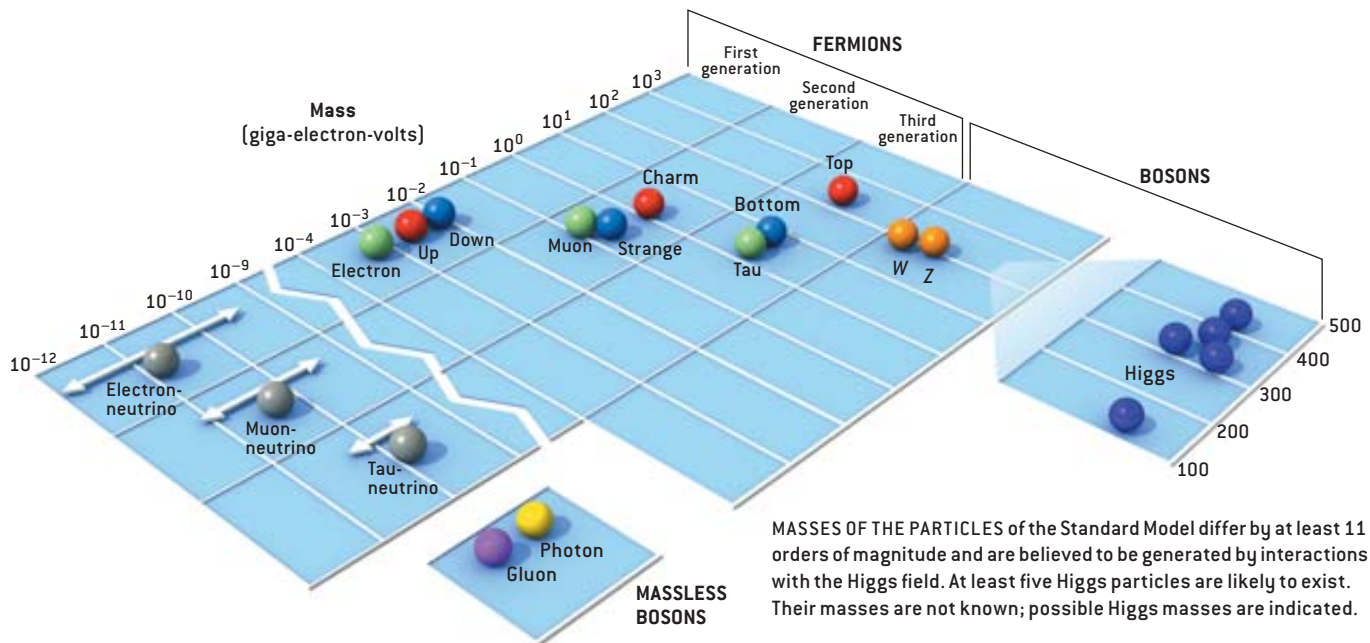 FERMIONS
First
generation
Second
generation
Third
generation
BOSONS
Mass
(giga-electron-volts)
10³
10²
10¹
10⁰
10⁻¹
10⁻²
10⁻³
10⁻⁴
10⁻⁹
10⁻¹⁰
10⁻¹¹
10⁻¹²
Top
Charm
Bottom
Muon
Strange
Tau
Down
Up
Electron
W
Z
Electron-
neutrino
Muon-
neutrino
Tau-
neutrino
Higgs
500
400
300
200
100
Photon
Gluon
MASSLESS
BOSONS
MASSES OF THE PARTICLES of the Standard Model differ by at least 11
orders of magnitude and are believed to be generated by interactions
with the Higgs field. At least five Higgs particles are likely to exist.
Their masses are not known; possible Higgs masses are indicated.